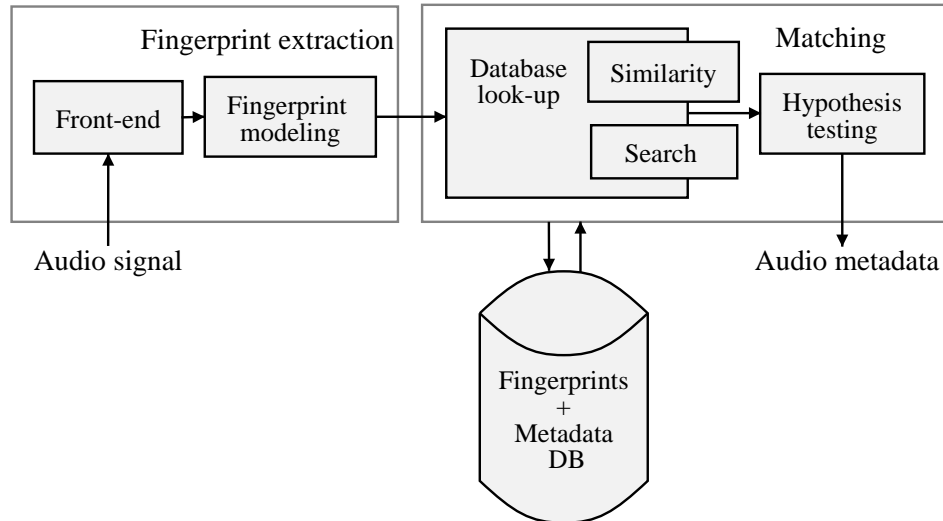 Fingerprint extraction
Front-end
Fingerprint
modeling
Audio signal
Matching
Database
look-up
Similarity
Search
Hypothesis
testing
Audio metadata
Fingerprints
+
Metadata
DB